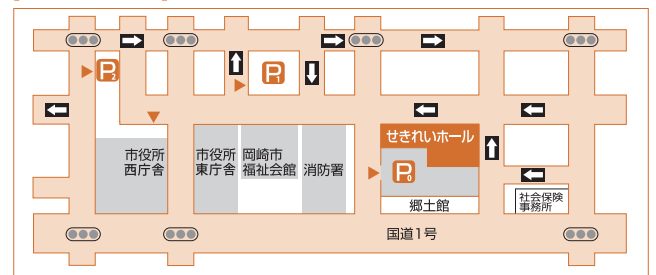 P2
P1
せきれいホール
市役所
西庁舎
市役所
東庁舎
岡崎市
福祉会館
消防署
P0
郷土館
社会保険
事務所
国道1号